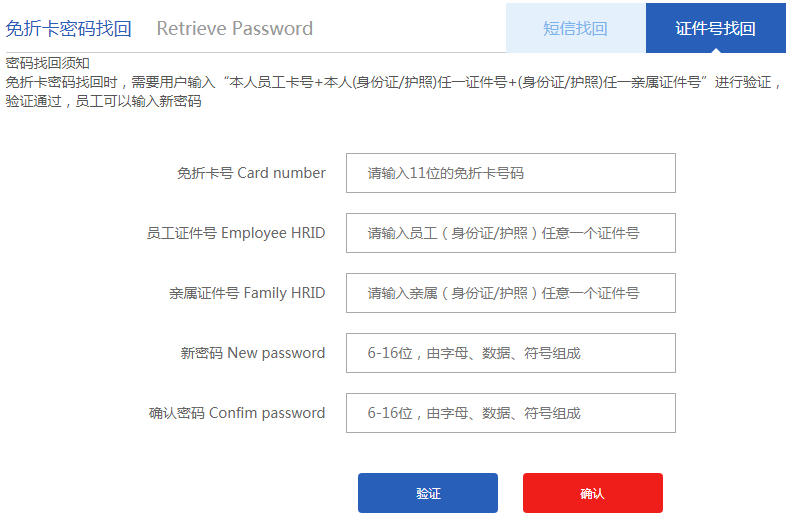 免折卡密码找回 Retrieve Password 短信找回 证件号找回
密码找回须知
免折卡密码找回时，需要用户输入“本人员工卡号+本人(身份证/护照)任一证件号+(身份证/护照)任一亲属证件号”进行验证，
验证通过，员工可以输入新密码
免折卡号 Card number 请输入11位的免折卡号码
员工证件号 Employee HRID 请输入员工（身份证/护照）任意一个证件号
亲属证件号 Family HRID 请输入亲属（身份证/护照）任意一个证件号
新密码 New password 6-16位，由字母、数据、符号组成
确认密码 Confim password 6-16位，由字母、数据、符号组成
验证 确认